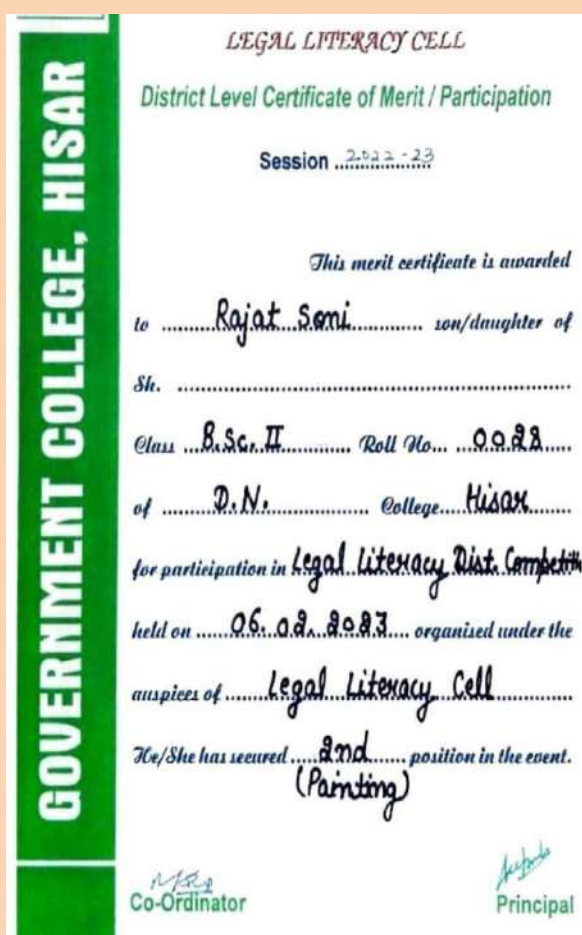 GOVERNMENT COLLEGE, HISAR
LEGAL LITERACY CELL
District Level Certificate of Merit / Participation
Session ...2022-23
This merit certificate is awarded
to ......... Rajat Soni ............. son/daughter of
Sh. ..............................................................
Class ...B.Sc. II............ Roll No... 0028
of ......... D.N. .................. College.... Hisar
for participation in Legal Literacy Dist. Competiti
held on ..... 06.02.2023 ... organised under the
auspices of ....... Legal Literacy Cell
He/She has secured ..... 2nd ...... position in the event.
(Painting)
Co-Ordinator
Principal